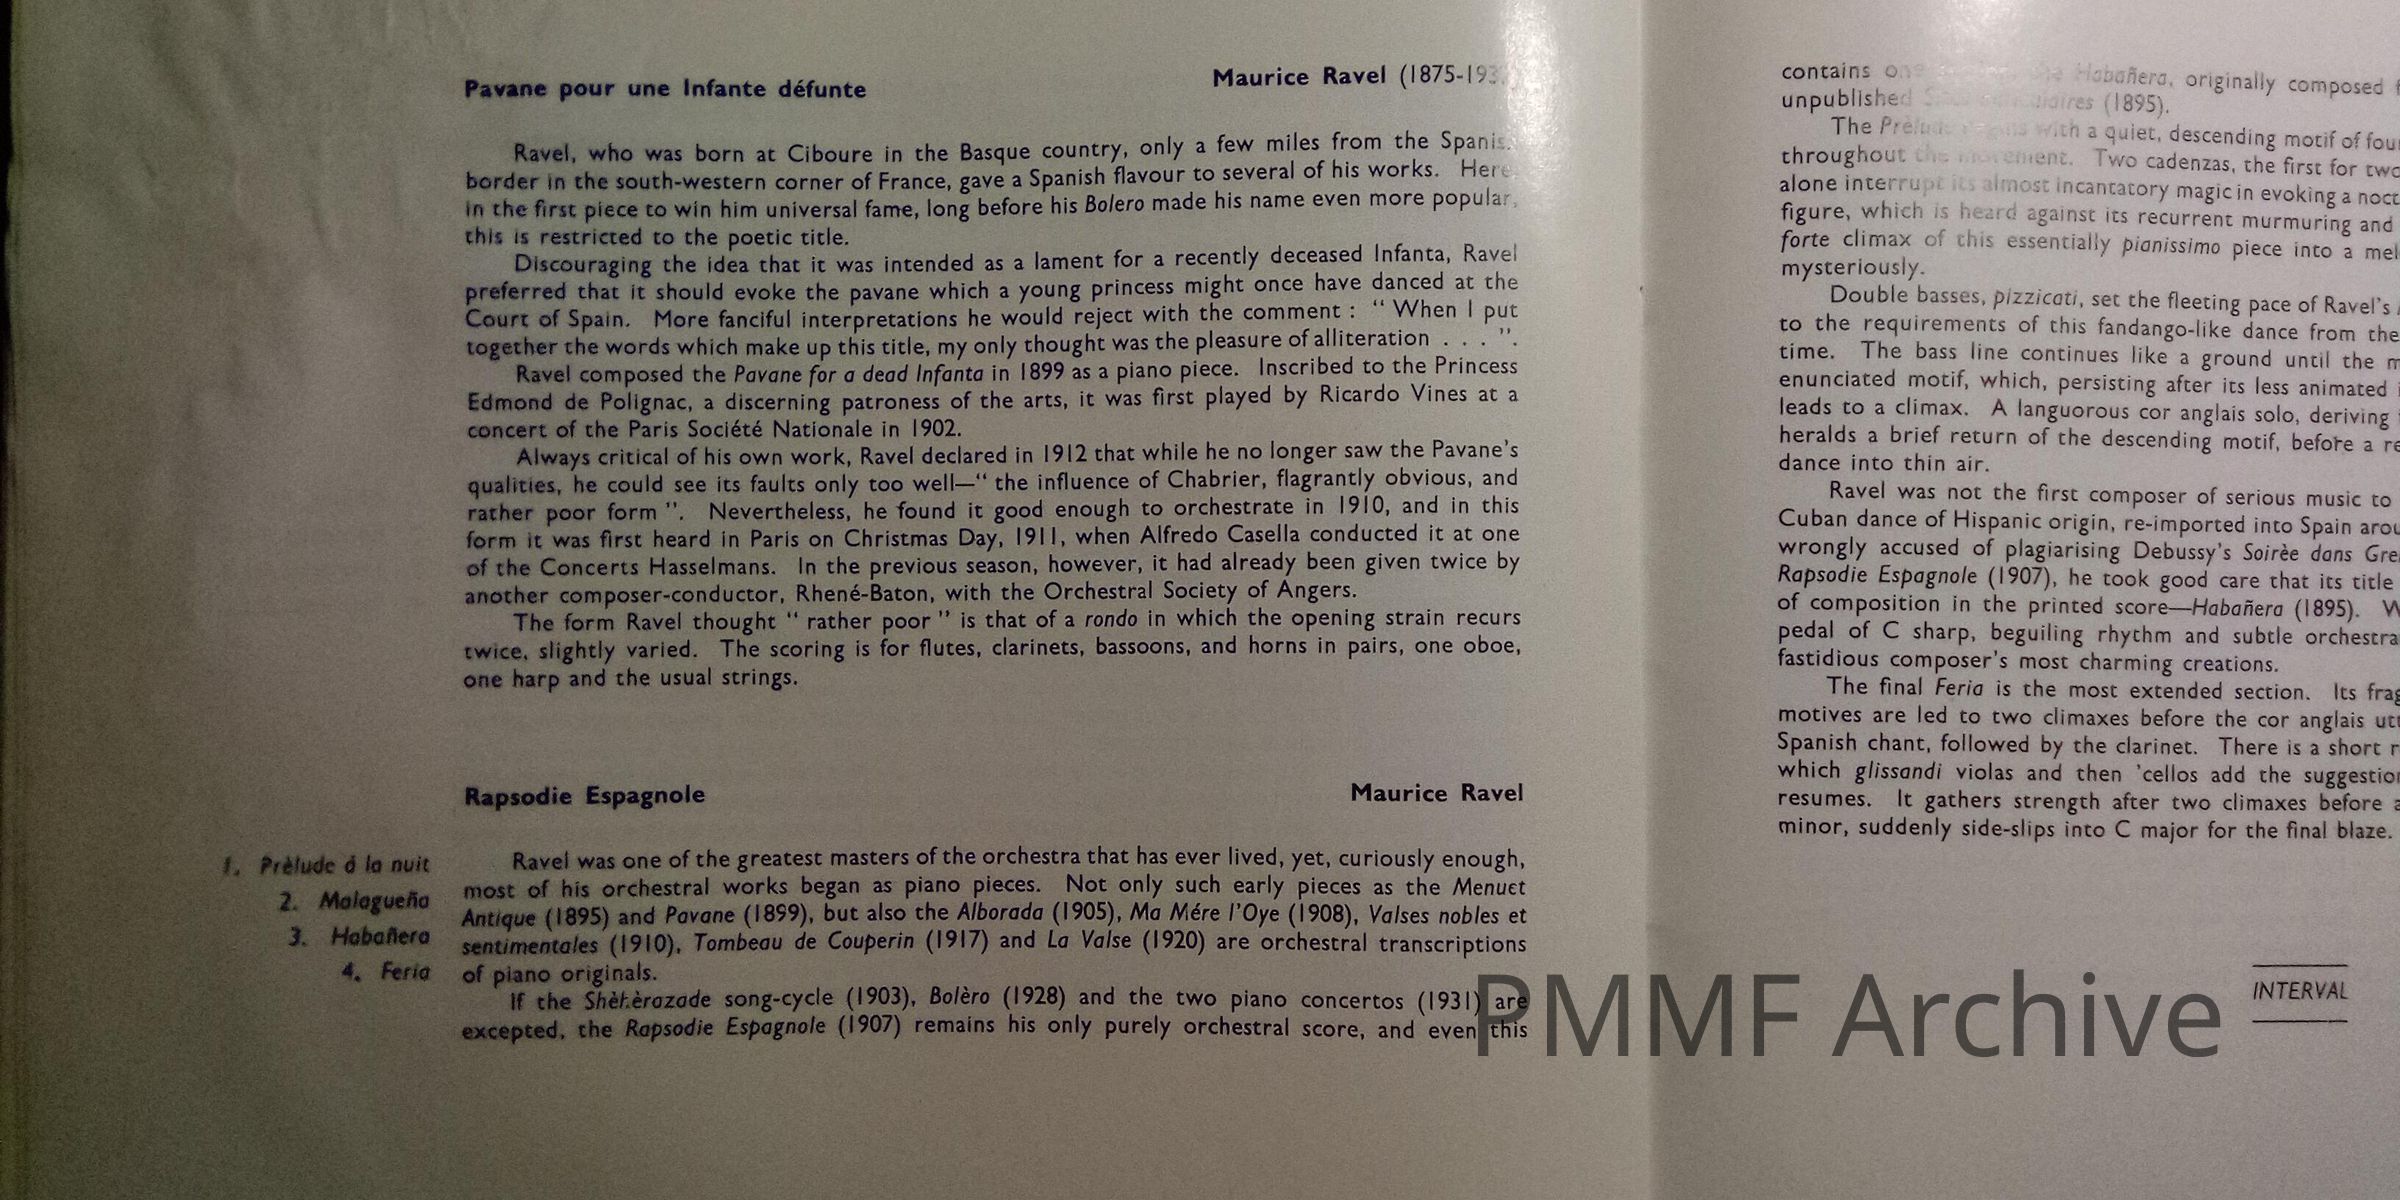 Pavane pour une Infante défunte
Maurice Ravel (1875-193
Ravel, who was born at Ciboure in the Basque country, only a few miles from the Spanis
border in the south-western corner of France, gave a Spanish flavour to several of his works. Here,
in the first piece to win him universal fame, long before his Bolero made his name even more popular,
this is restricted to the poetic title.
Discouraging the idea that it was intended as a lament for a recently deceased Infanta, Ravel
preferred that it should evoke the pavane which a young princess might once have danced at the
Court of Spain. More fanciful interpretations he would reject with the comment : “ When I put
together the words which make up this title, my only thought was the pleasure of alliteration . . . ”.
Ravel composed the Pavane for a dead Infanta in 1899 as a piano piece. Inscribed to the Princess
Edmond de Polignac, a discerning patroness of the arts, it was first played by Ricardo Vines at a
concert of the Paris Société Nationale in 1902.
Always critical of his own work, Ravel declared in 1912 that while he no longer saw the Pavane's
qualities, he could see its faults only too well—“ the influence of Chabrier, flagrantly obvious, and
rather poor form ”. Nevertheless, he found it good enough to orchestrate in 1910, and in this
form it was first heard in Paris on Christmas Day, 1911, when Alfredo Casella conducted it at one
of the Concerts Hasselmans. In the previous season, however, it had already been given twice by
another composer-conductor, Rhené-Baton, with the Orchestral Society of Angers.
The form Ravel thought “ rather poor ” is that of a rondo in which the opening strain recurs
twice, slightly varied. The scoring is for flutes, clarinets, bassoons, and horns in pairs, one oboe,
one harp and the usual strings.
Rapsodie Espagnole
Maurice Ravel
1. Prèlude á la nuit
2. Malagueña
3. Habañera
4. Feria
Ravel was one of the greatest masters of the orchestra that has ever lived, yet, curiously enough,
most of his orchestral works began as piano pieces. Not only such early pieces as the Menuet
Antique (1895) and Pavane (1899), but also the Alborada (1905), Ma Mére l'Oye (1908), Valses nobles et
sentimentales (1910), Tombeau de Couperin (1917) and La Valse (1920) are orchestral transcriptions
of piano originals.
If the Shèhèrazade song-cycle (1903), Bolèro (1928) and the two piano concertos (1931) are
excepted, the Rapsodie Espagnole (1907) remains his only purely orchestral score, and even this
contains Habañera, originally composed
unpublished (1895).
The Prèlude with a quiet, descending motif of four
throughout the movement. Two cadenzas, the first for two
alone interrupt its almost incantatory magic in evoking a noct
figure, which is heard against its recurrent murmuring and
forte climax of this essentially pianissimo piece into a mel
mysteriously.
Double basses, pizzicati, set the fleeting pace of Ravel's
to the requirements of this fandango-like dance from the
time. The bass line continues like a ground until the m
enunciated motif, which, persisting after its less animated
leads to a climax. A languorous cor anglais solo, deriving
heralds a brief return of the descending motif, before a re
dance into thin air.
Ravel was not the first composer of serious music to
Cuban dance of Hispanic origin, re-imported into Spain arou
wrongly accused of plagiarising Debussy's Soirèe dans Gre
Rapsodie Espagnole (1907), he took good care that its title
of composition in the printed score—Habañera (1895). W
pedal of C sharp, beguiling rhythm and subtle orchestra
fastidious composer's most charming creations.
The final Feria is the most extended section. Its frag
motives are led to two climaxes before the cor anglais utt
Spanish chant, followed by the clarinet. There is a short r
which glissandi violas and then 'cellos add the suggestion
resumes. It gathers strength after two climaxes before a
minor, suddenly side-slips into C major for the final blaze.
INTERVAL
PMMF Archive